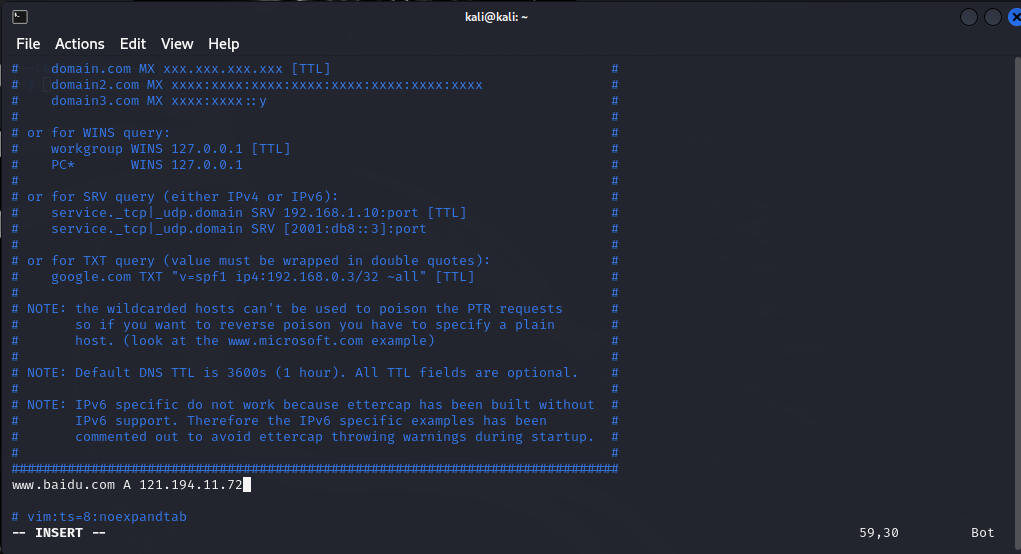 kali@kali: ~
File Actions Edit View Help
#    domain.com MX xxx.xxx.xxx.xxx [TTL]                                   #
#    domain2.com MX xxxx:xxxx:xxxx:xxxx:xxxx:xxxx:xxxx:xxxx                #
#    domain3.com MX xxxx:xxxx::y                                           #
#                                                                          #
# or for WINS query:                                                       #
#    workgroup WINS 127.0.0.1 [TTL]                                        #
#    PC*       WINS 127.0.0.1                                              #
#                                                                          #
# or for SRV query (either IPv4 or IPv6):                                  #
#    service._tcp|_udp.domain SRV 192.168.1.10:port [TTL]                  #
#    service._tcp|_udp.domain SRV [2001:db8::3]:port                       #
#                                                                          #
# or for TXT query (value must be wrapped in double quotes):               #
#    google.com TXT "v=spf1 ip4:192.168.0.3/32 ~all" [TTL]                 #
#                                                                          #
# NOTE: the wildcarded hosts can't be used to poison the PTR requests      #
#       so if you want to reverse poison you have to specify a plain       #
#       host. (look at the www.microsoft.com example)                      #
#                                                                          #
# NOTE: Default DNS TTL is 3600s (1 hour). All TTL fields are optional.    #
#                                                                          #
# NOTE: IPv6 specific do not work because ettercap has been built without  #
#       IPv6 support. Therefore the IPv6 specific examples has been        #
#       commented out to avoid ettercap throwing warnings during startup.  #
#                                                                          #
############################################################################
www.baidu.com A 121.194.11.72
# vim:ts=8:noexpandtab
-- INSERT -- 59,30 Bot